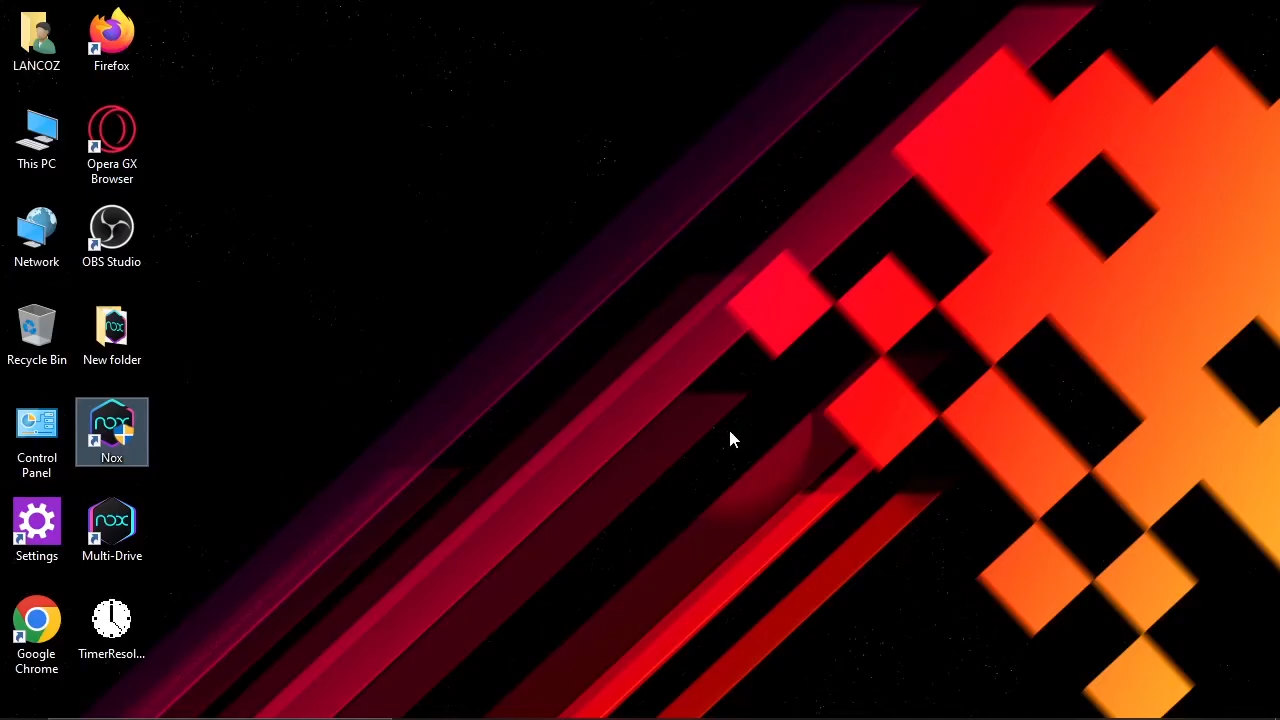 LANCOZ
Firefox
This PC
Opera GX
Browser
Network
OBS Studio
Recycle Bin
nox
New folder
nox
Control
Panel
Nox
Settings
nox
Multi-Drive
Google
Chrome
TimerResol...